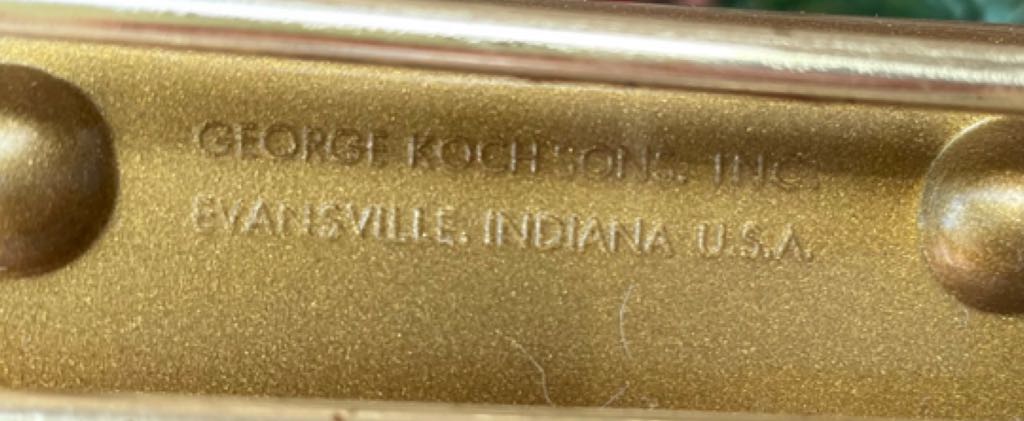 GEORGE KOCH SONS, INC.
EVANSVILLE, INDIANA U.S.A.